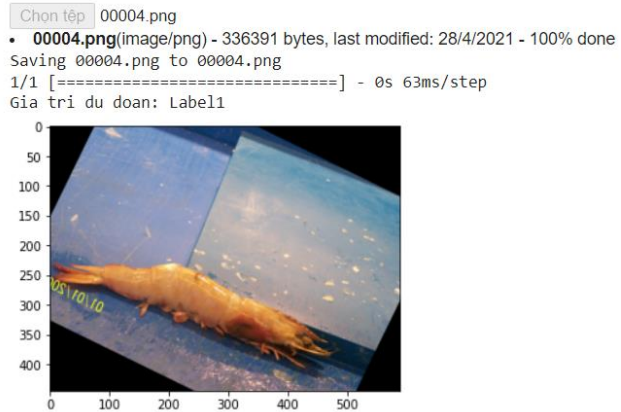 Chọn tệp 00004.png
• 00004.png(image/png) - 336391 bytes, last modified: 28/4/2021 - 100% done
Saving 00004.png to 00004.png
1/1 [==============================] - 0s 63ms/step
Gia tri du doan: Label1
0
50
100
150
200
250
300
350
400
0 100 200 300 400 500